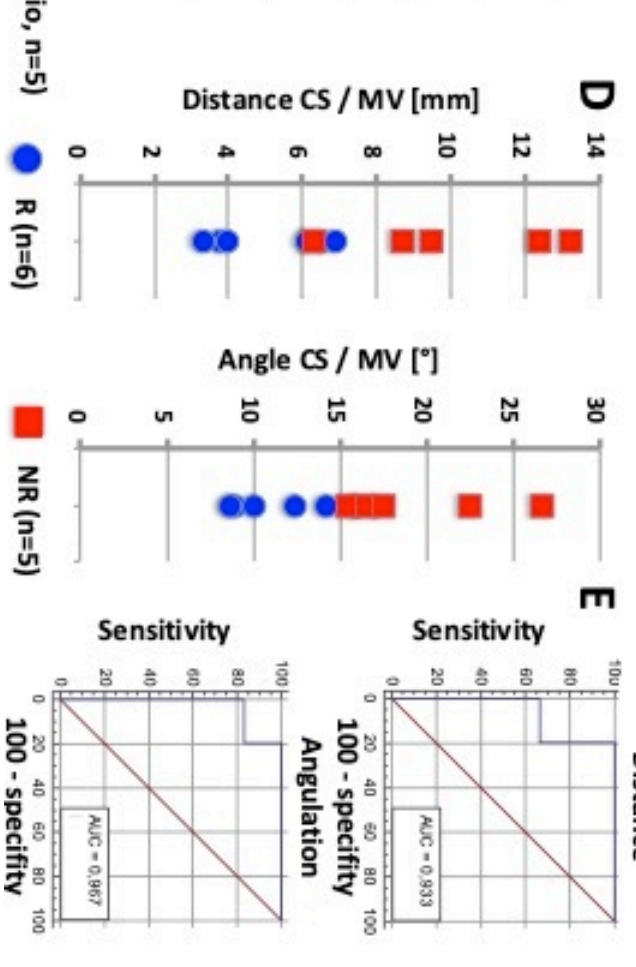 D
Distance CS / MV [mm]
14
12
10
8
6
4
2
0
Angle CS / MV [°]
30
25
20
15
10
5
0
io, n=5)
R (n=6)
NR (n=5)
E
Sensitivity
100
80
60
40
20
0
0
20
40
60
80
100
AUC = 0,933
100 - specifity
Angulation
Sensitivity
100
80
60
40
20
0
0
20
40
60
80
100
AUC = 0,967
100 - specifity